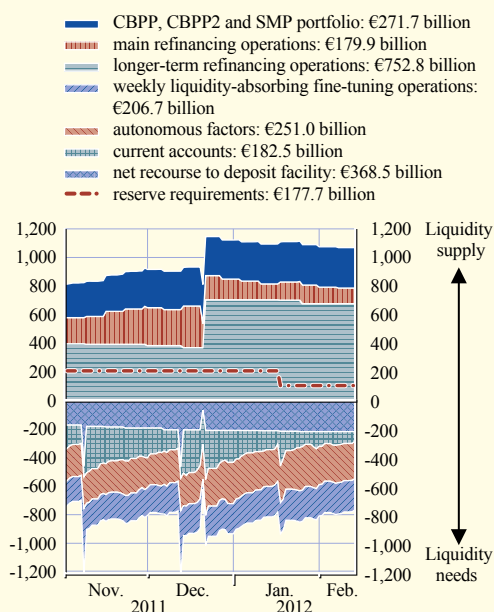 CBPP, CBPP2 and SMP portfolio: €271.7 billion
main refinancing operations: €179.9 billion
longer-term refinancing operations: €752.8 billion
weekly liquidity-absorbing fine-tuning operations:
€206.7 billion
autonomous factors: €251.0 billion
current accounts: €182.5 billion
net recourse to deposit facility: €368.5 billion
reserve requirements: €177.7 billion
1,200 1,200 Liquidity
1,000 1,000 supply
800 800
600 600
400 400
200 200
0 0
-200 -200
-400 -400
-600 -600
-800 -800
-1,000 -1,000 Liquidity
-1,200 -1,200 needs
Nov. Dec. Jan. Feb.
2011 2012